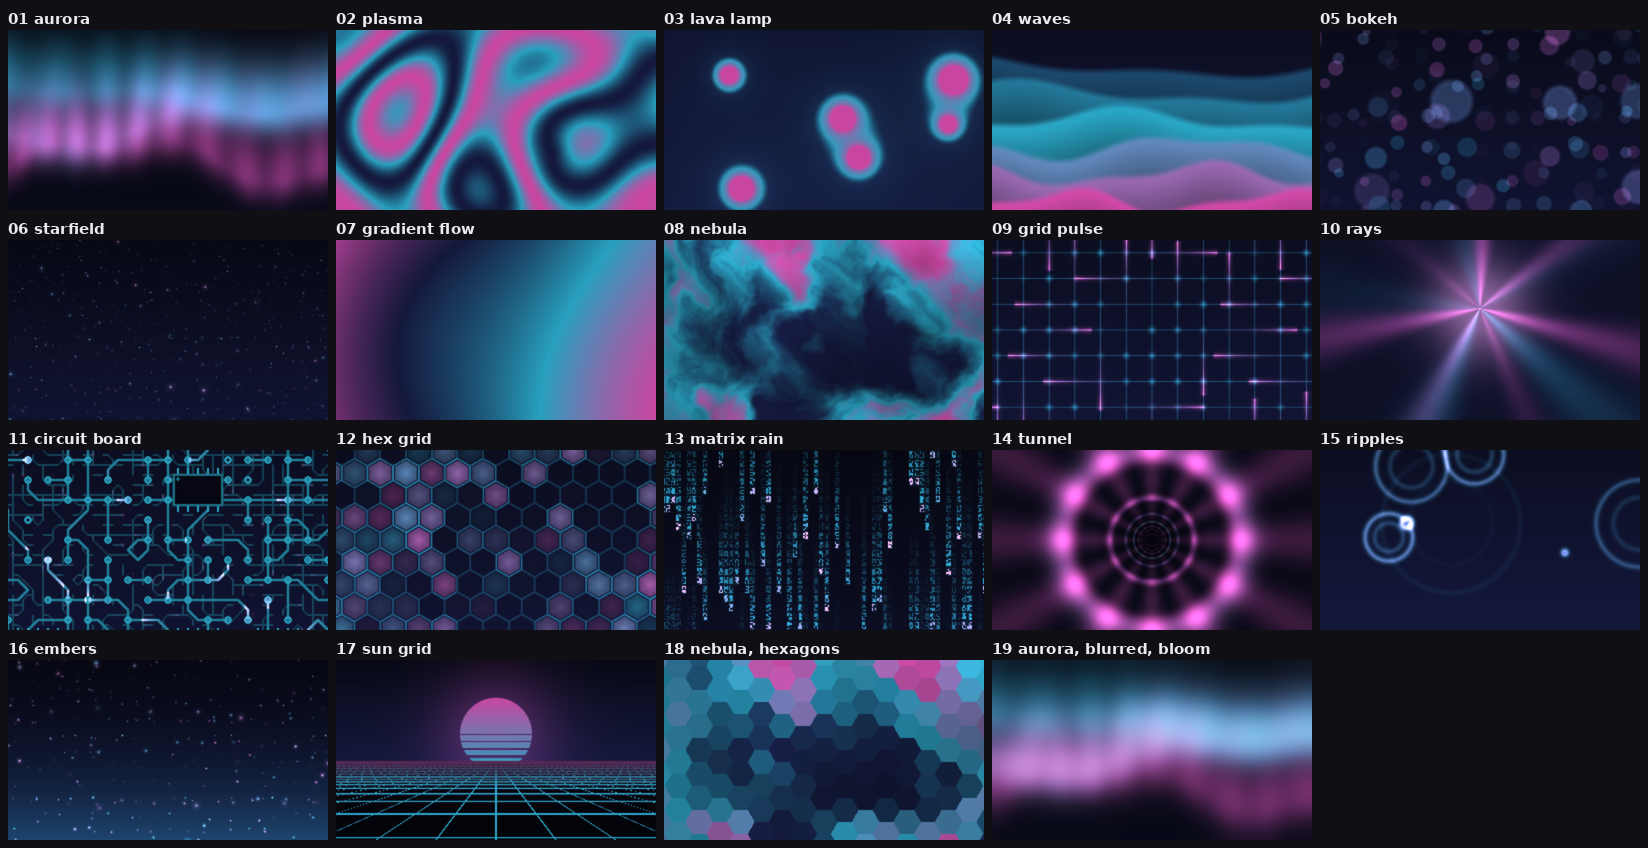 01 aurora
02 plasma
03 lava lamp
04 waves
05 bokeh
06 starfield
07 gradient flow
08 nebula
09 grid pulse
10 rays
11 circuit board
12 hex grid
13 matrix rain
14 tunnel
15 ripples
16 embers
17 sun grid
18 nebula, hexagons
19 aurora, blurred, bloom